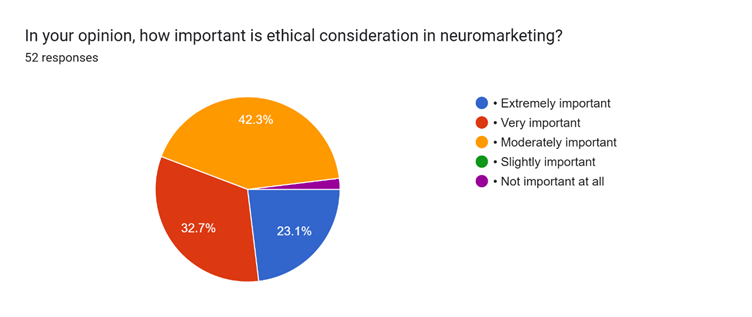 In your opinion, how important is ethical consideration in neuromarketing?
52 responses
42.3%
32.7%
23.1%
• Extremely important
• Very important
• Moderately important
• Slightly important
• Not important at all